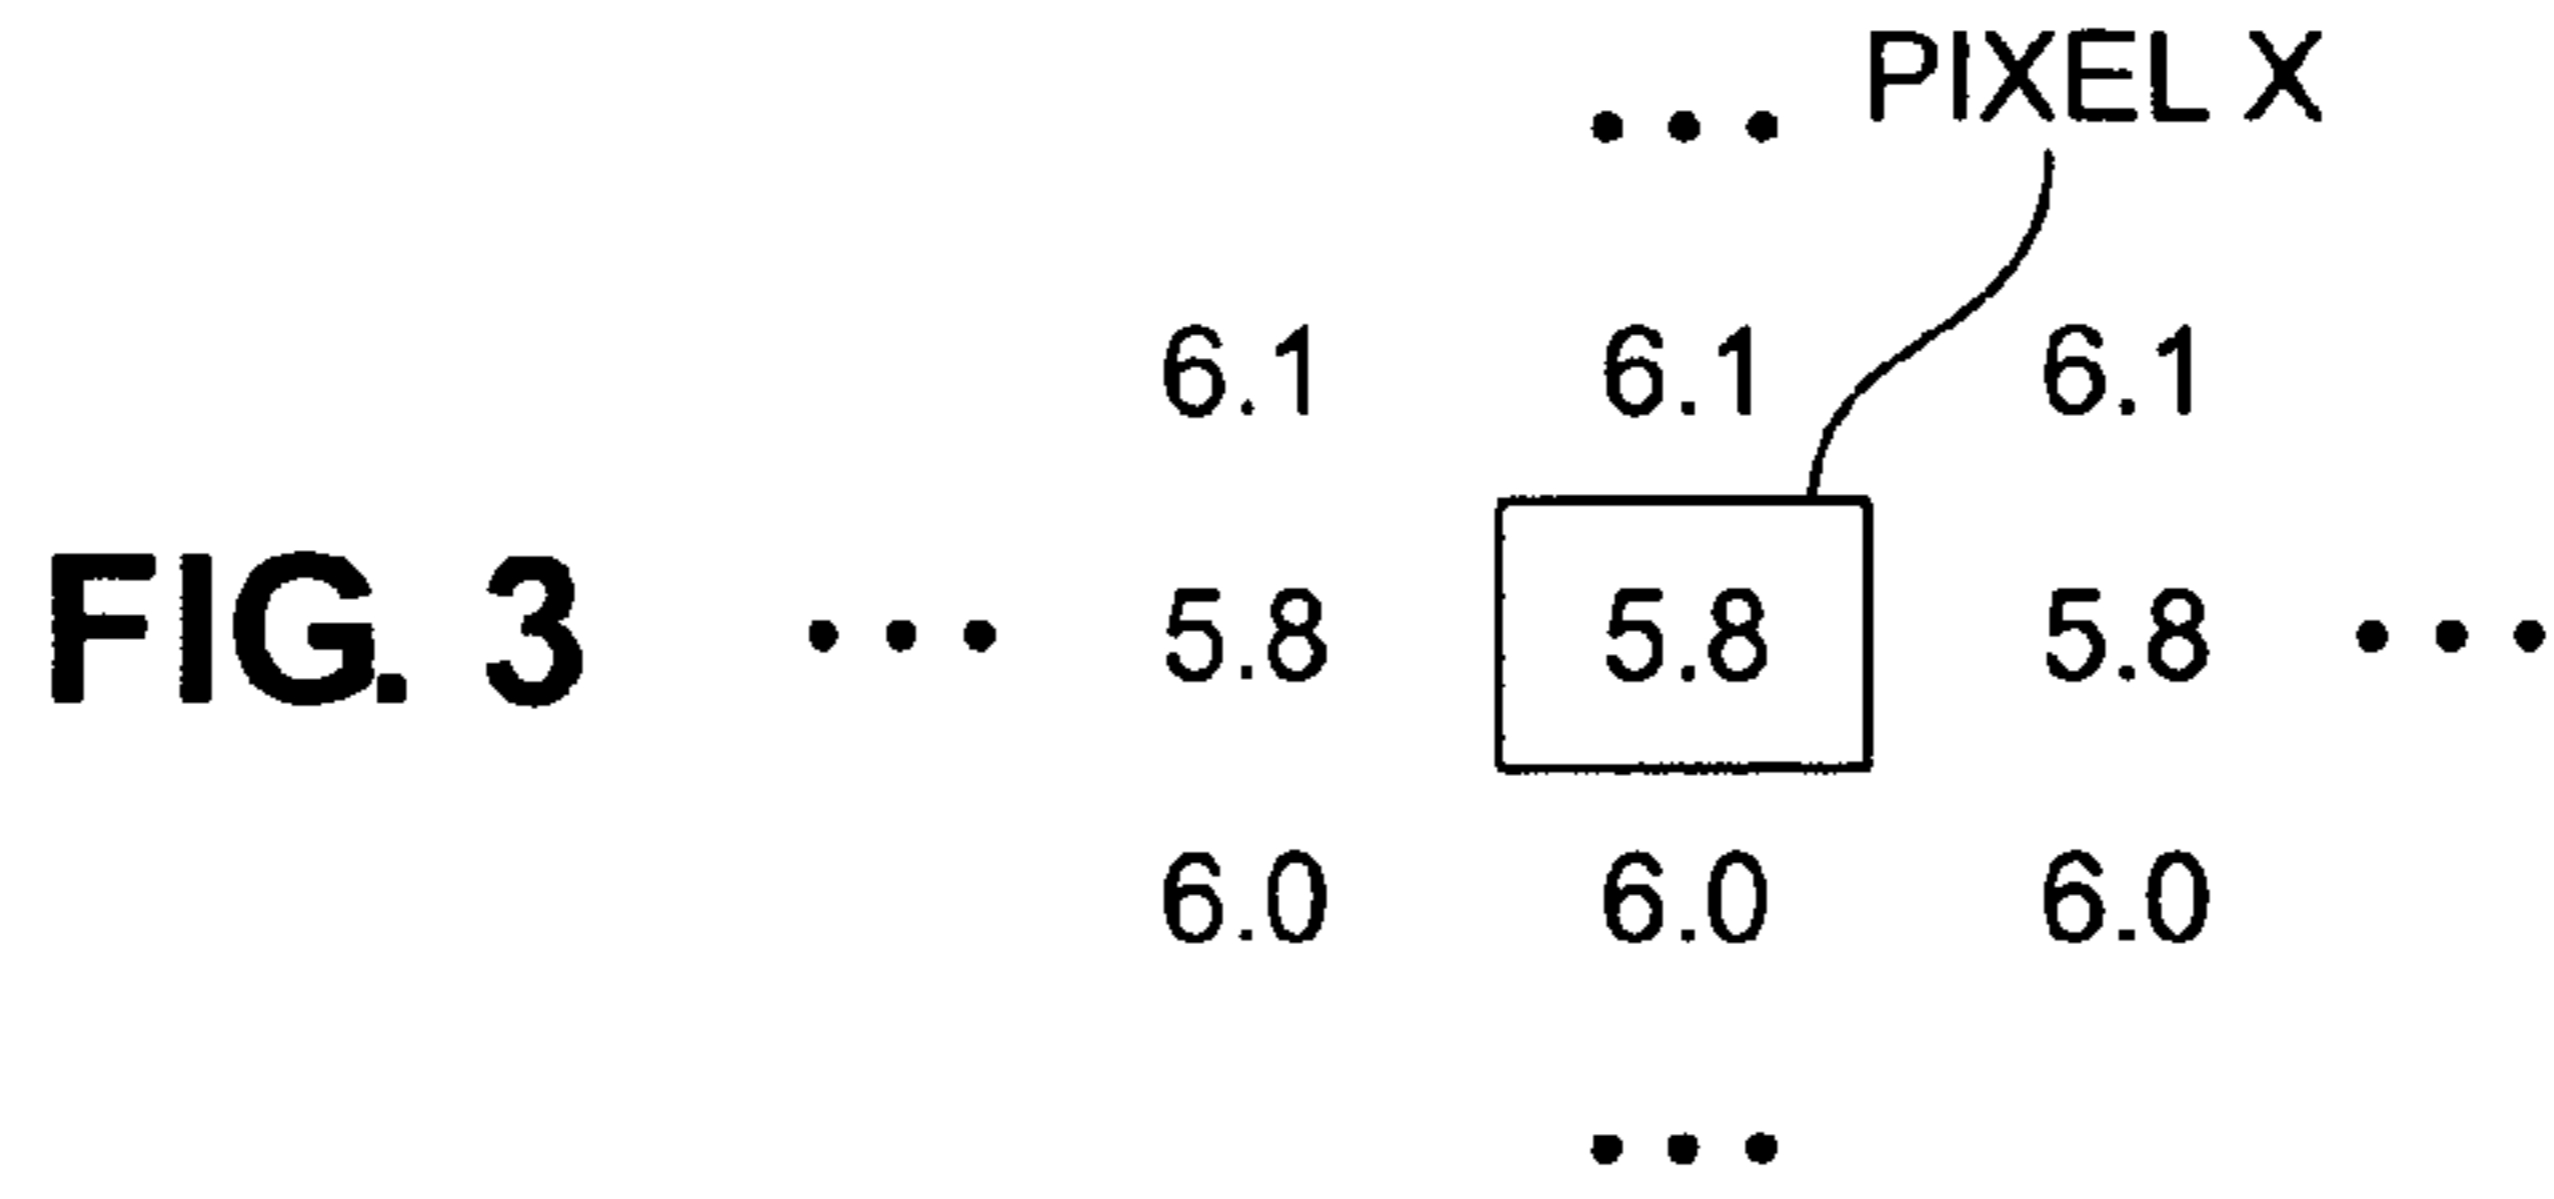 ••• PIXEL X
6.1 6.1 6.1
FIG. 3 ••• 5.8 5.8 5.8 •••
6.0 6.0 6.0
•••